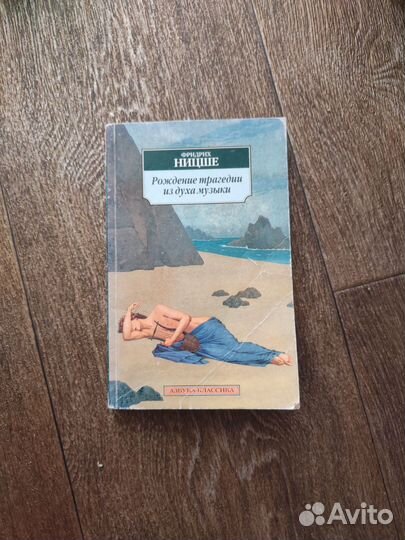 ФРИДРИХ
НИЦШЕ
Рождение трагедии
из духа музыки
АЗБУКА-КЛАССИКА
Avito